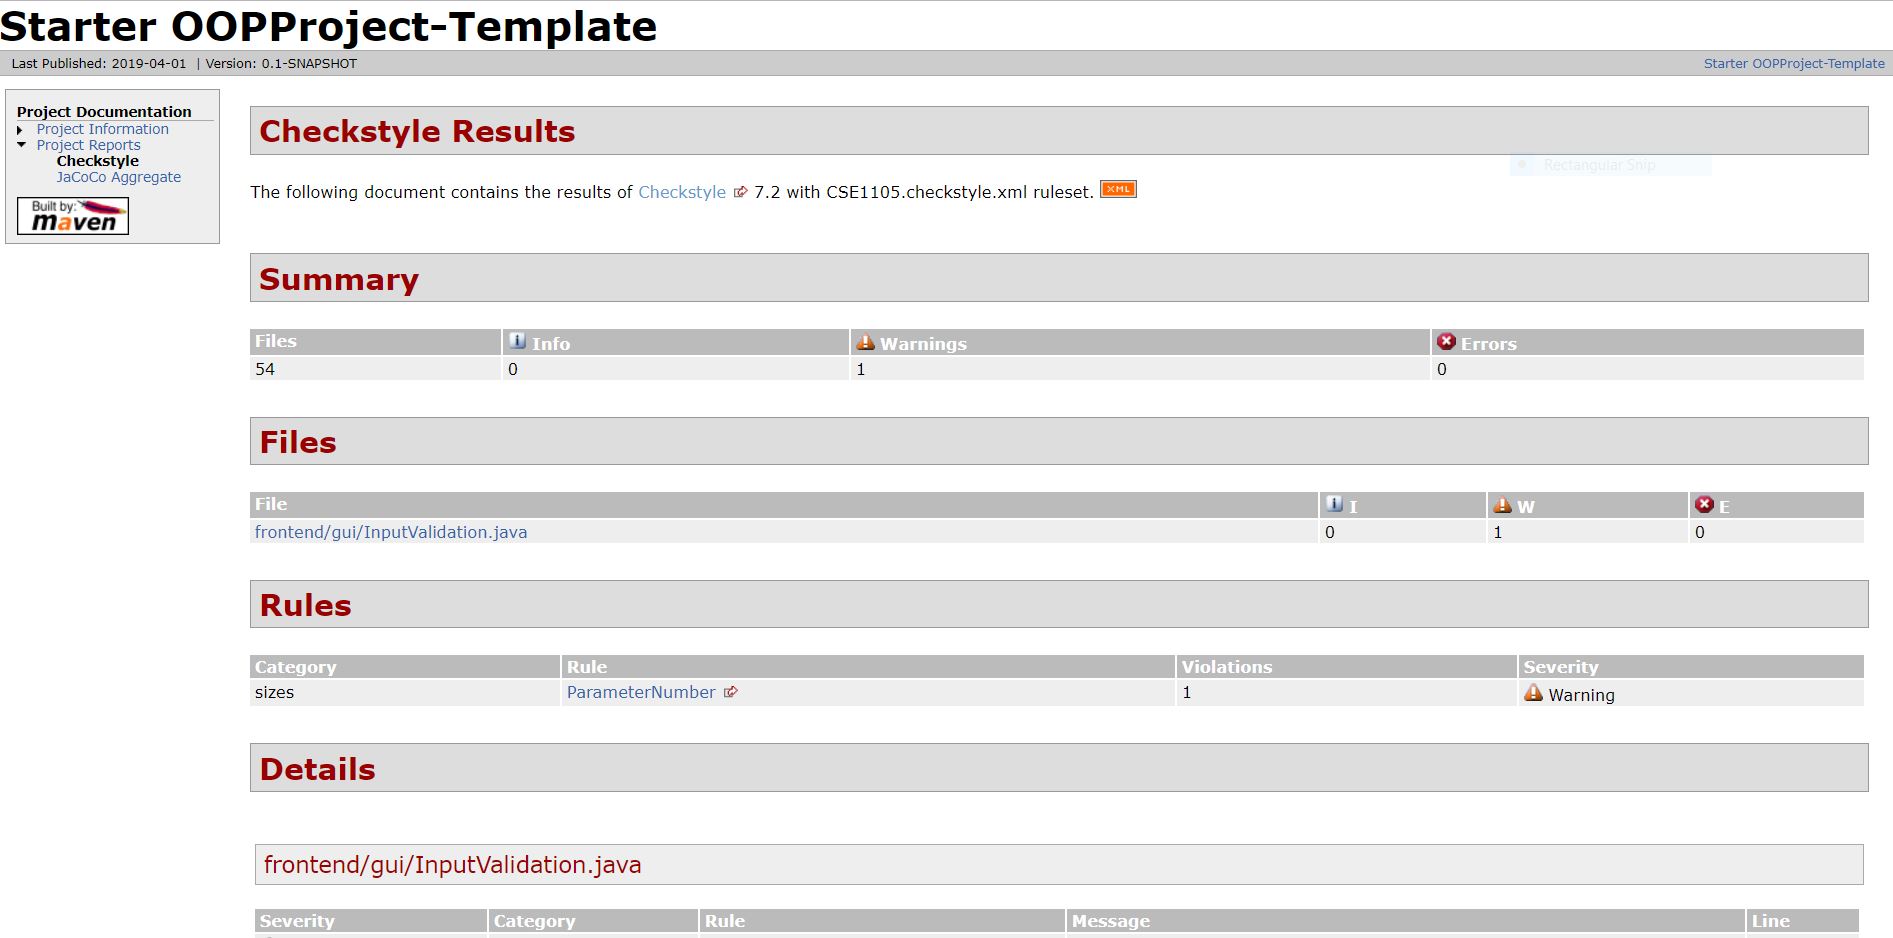 Starter OOPProject-Template
Last Published: 2019-04-01 | Version: 0.1-SNAPSHOT
Starter OOPProject-Template
Project Documentation
Project Information
Project Reports
Checkstyle
JaCoCo Aggregate
Built by:
maven
Checkstyle Results
Rectangular Snip
The following document contains the results of Checkstyle 7.2 with CSE1105.checkstyle.xml ruleset. XML
Summary
Files Info Warnings Errors
54 0 1 0
Files
File I W E
frontend/gui/InputValidation.java 0 1 0
Rules
Category Rule Violations Severity
sizes ParameterNumber 1 Warning
Details
frontend/gui/InputValidation.java
Severity Category Rule Message Line